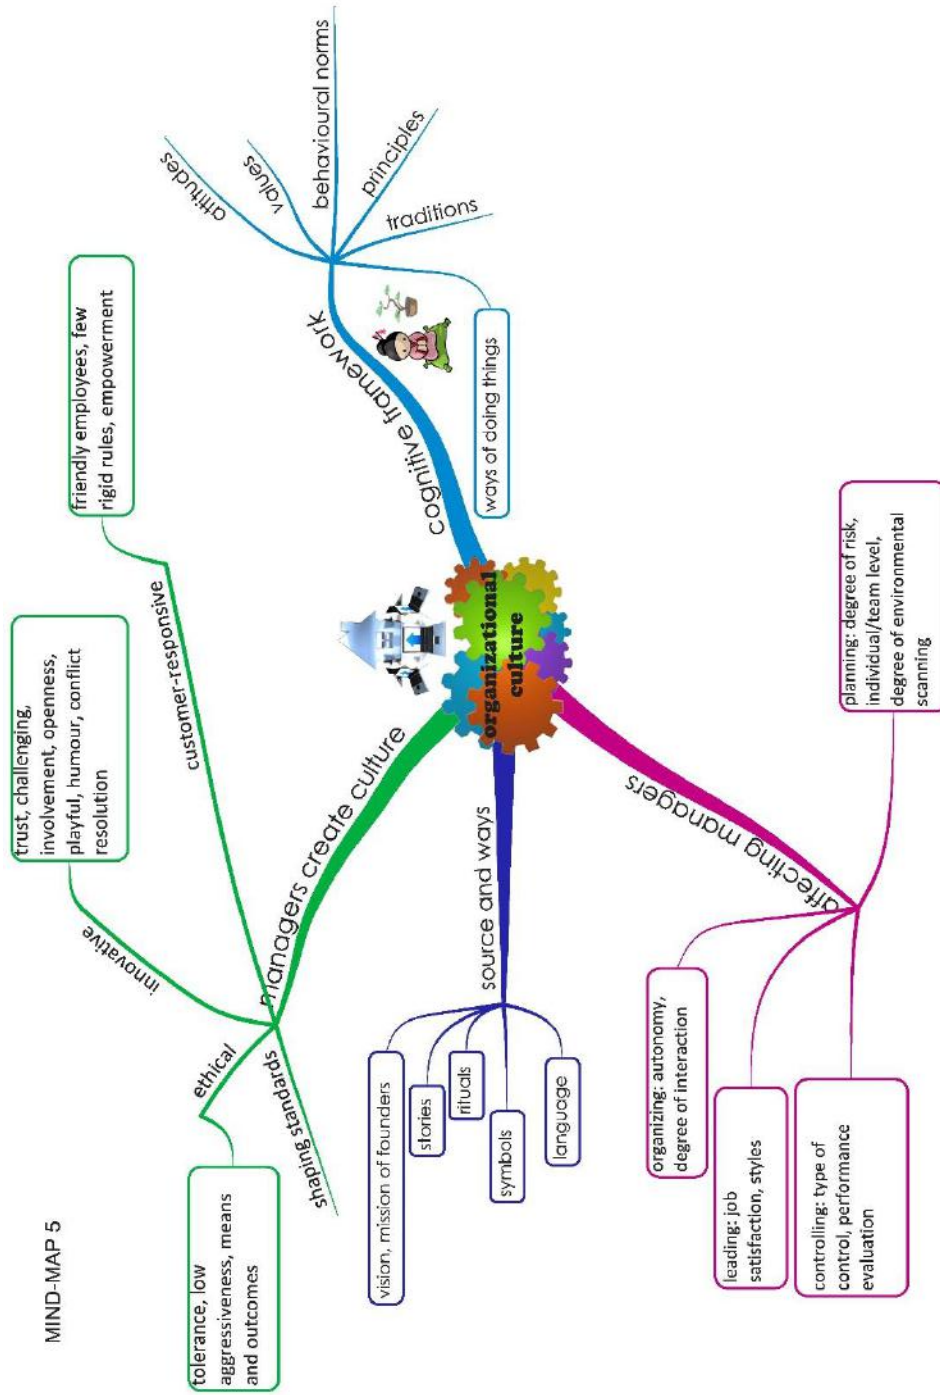 MIND-MAP 5
organizational
culture
managers create culture
shaping standards
ethical
tolerance, low
aggressiveness, means
and outcomes
innovative
trust, challenging,
involvement, openness,
playful, humour, conflict
resolution
customer-responsive
friendly employees, few
rigid rules, empowerment
cognitive framework
attitudes
values
behavioural norms
principles
traditions
ways of doing things
source and ways
vision, mission of founders
stories
rituals
symbols
language
affecting managers
organizing: autonomy,
degree of interaction
leading: job
satisfaction, styles
controlling: type of
control, performance
evaluation
planning: degree of risk,
individual/team level,
degree of environmental
scanning